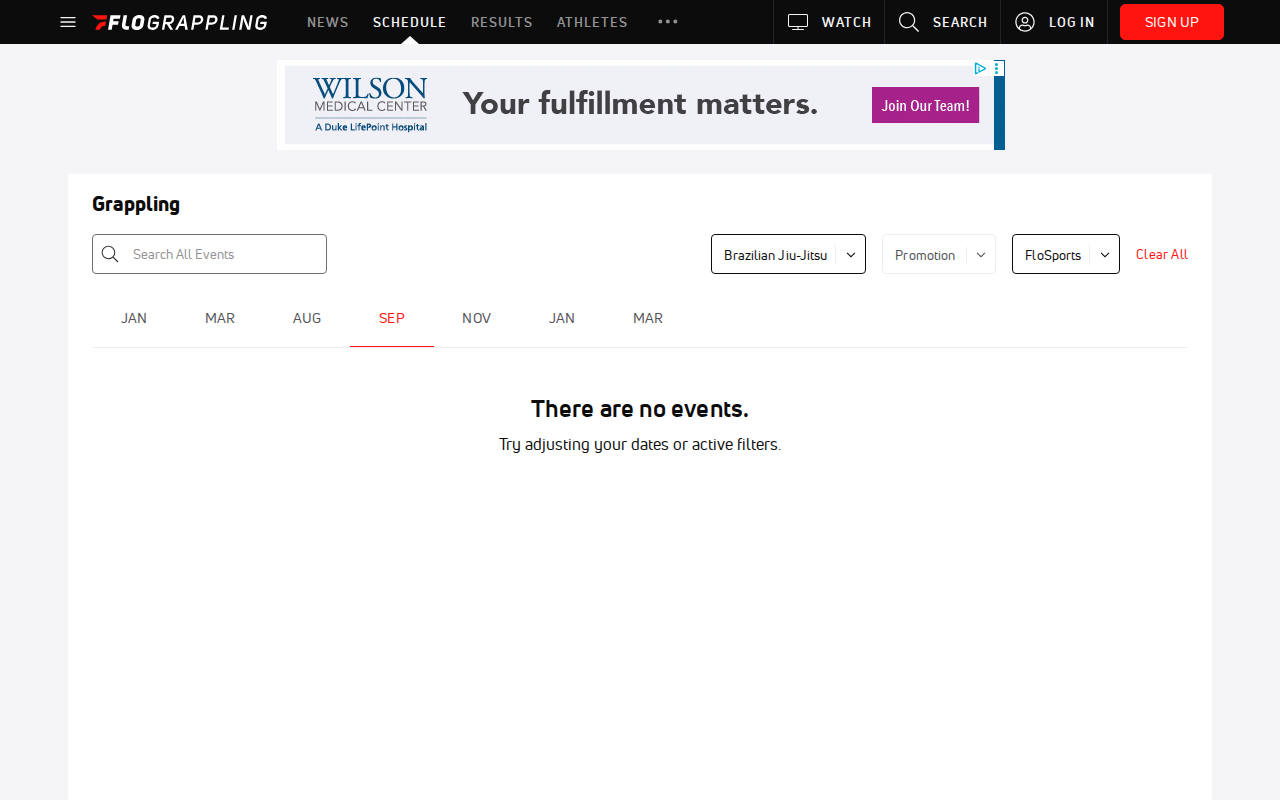 FLOGRAPPLING
NEWS SCHEDULE RESULTS ATHLETES WATCH SEARCH LOG IN SIGN UP
WILSON
MEDICAL CENTER
A Duke LifePoint Hospital
Your fulfillment matters.
Join Our Team!
Grappling
Search All Events
Brazilian Jiu-Jitsu
Promotion
FloSports
Clear All
JAN MAR AUG SEP NOV JAN MAR
There are no events.
Try adjusting your dates or active filters.